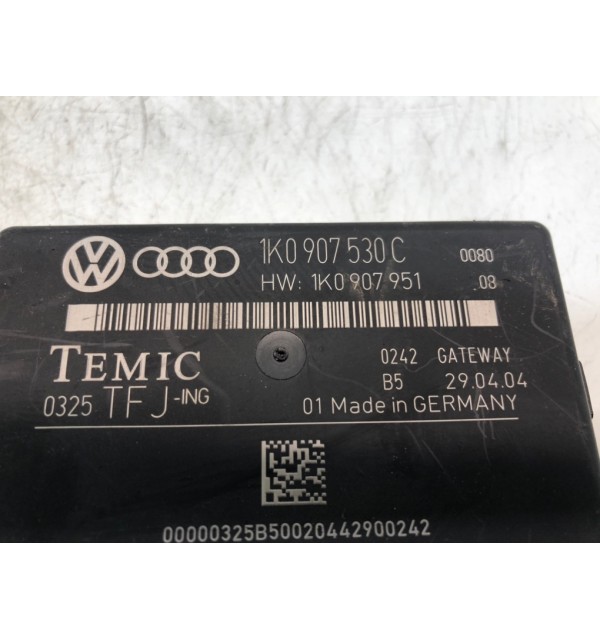 1K0 907 530 C 0080
HW: 1K0 907 951 08
TEMIC 0242 GATEWAY
B5 29.04.04
0325 TFJ-ING 01 Made in GERMANY
00000325B50020442900242